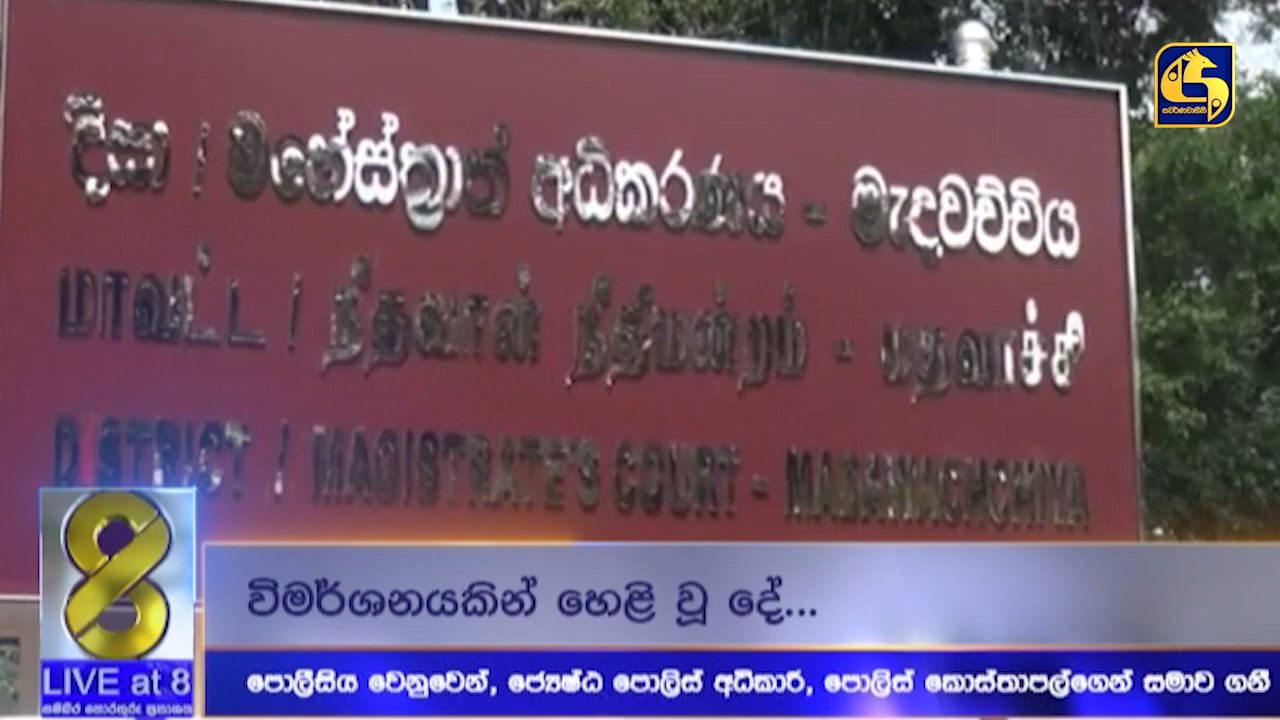 දිසා / මහේස්ත්‍රාත් අධිකරණය - මැදවච්චිය
மாவட்ட / நீதவான் நீதிமன்றம் - மதவாச்சி
DISTRICT / MAGISTRATE'S COURT - MADAWACHCHIYA
විමර්ශනයකින් හෙළි වූ දේ...
පොලීසිය වෙනුවෙන්, ජ්‍යෙෂ්ඨ පොලිස් අධිකාරී, පොලිස් කොස්තාපල්ගෙන් සමාව ගනී
8
LIVE at 8